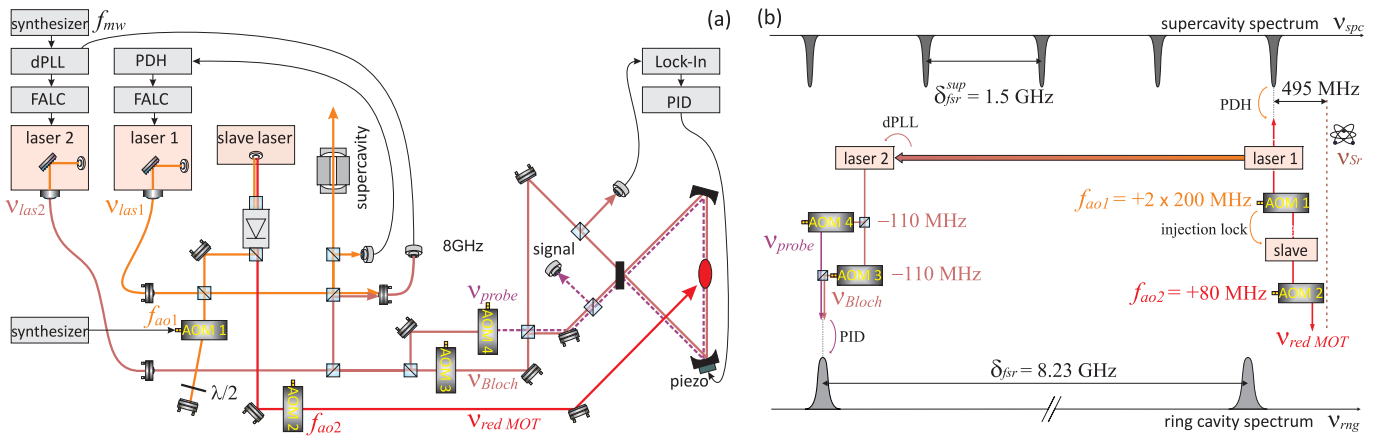 (a)
synthesizer f_mw
dPLL
PDH
FALC
FALC
laser 2
laser 1
slave laser
supercavity
ν_las2
ν_las1
8GHz
signal
Lock-In
PID
ν_probe
synthesizer
f_ao1
AOM 1
λ/2
AOM 4
AOM 3
ν_Bloch
AOM 2
f_ao2
ν_red MOT
piezo
(b)
supercavity spectrum ν_spc
δ_fsr^sup = 1.5 GHz
495 MHz
PDH
dPLL
laser 2
laser 1
ν_Sr
f_ao1 = +2 x 200 MHz
AOM 1
AOM 4
−110 MHz
injection lock
slave
ν_probe
AOM 3
−110 MHz
ν_Bloch
f_ao2 = +80 MHz
AOM 2
PID
ν_red MOT
δ_fsr = 8.23 GHz
ring cavity spectrum ν_rng